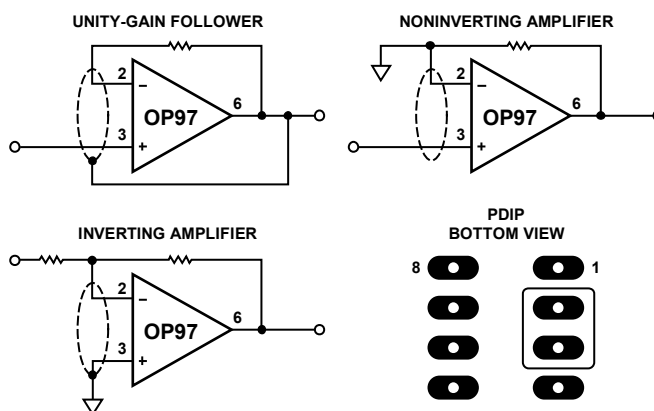 UNITY-GAIN FOLLOWER
2
OP97
6
3
NONINVERTING AMPLIFIER
2
OP97
6
3
INVERTING AMPLIFIER
2
OP97
6
3
PDIP
BOTTOM VIEW
8
1